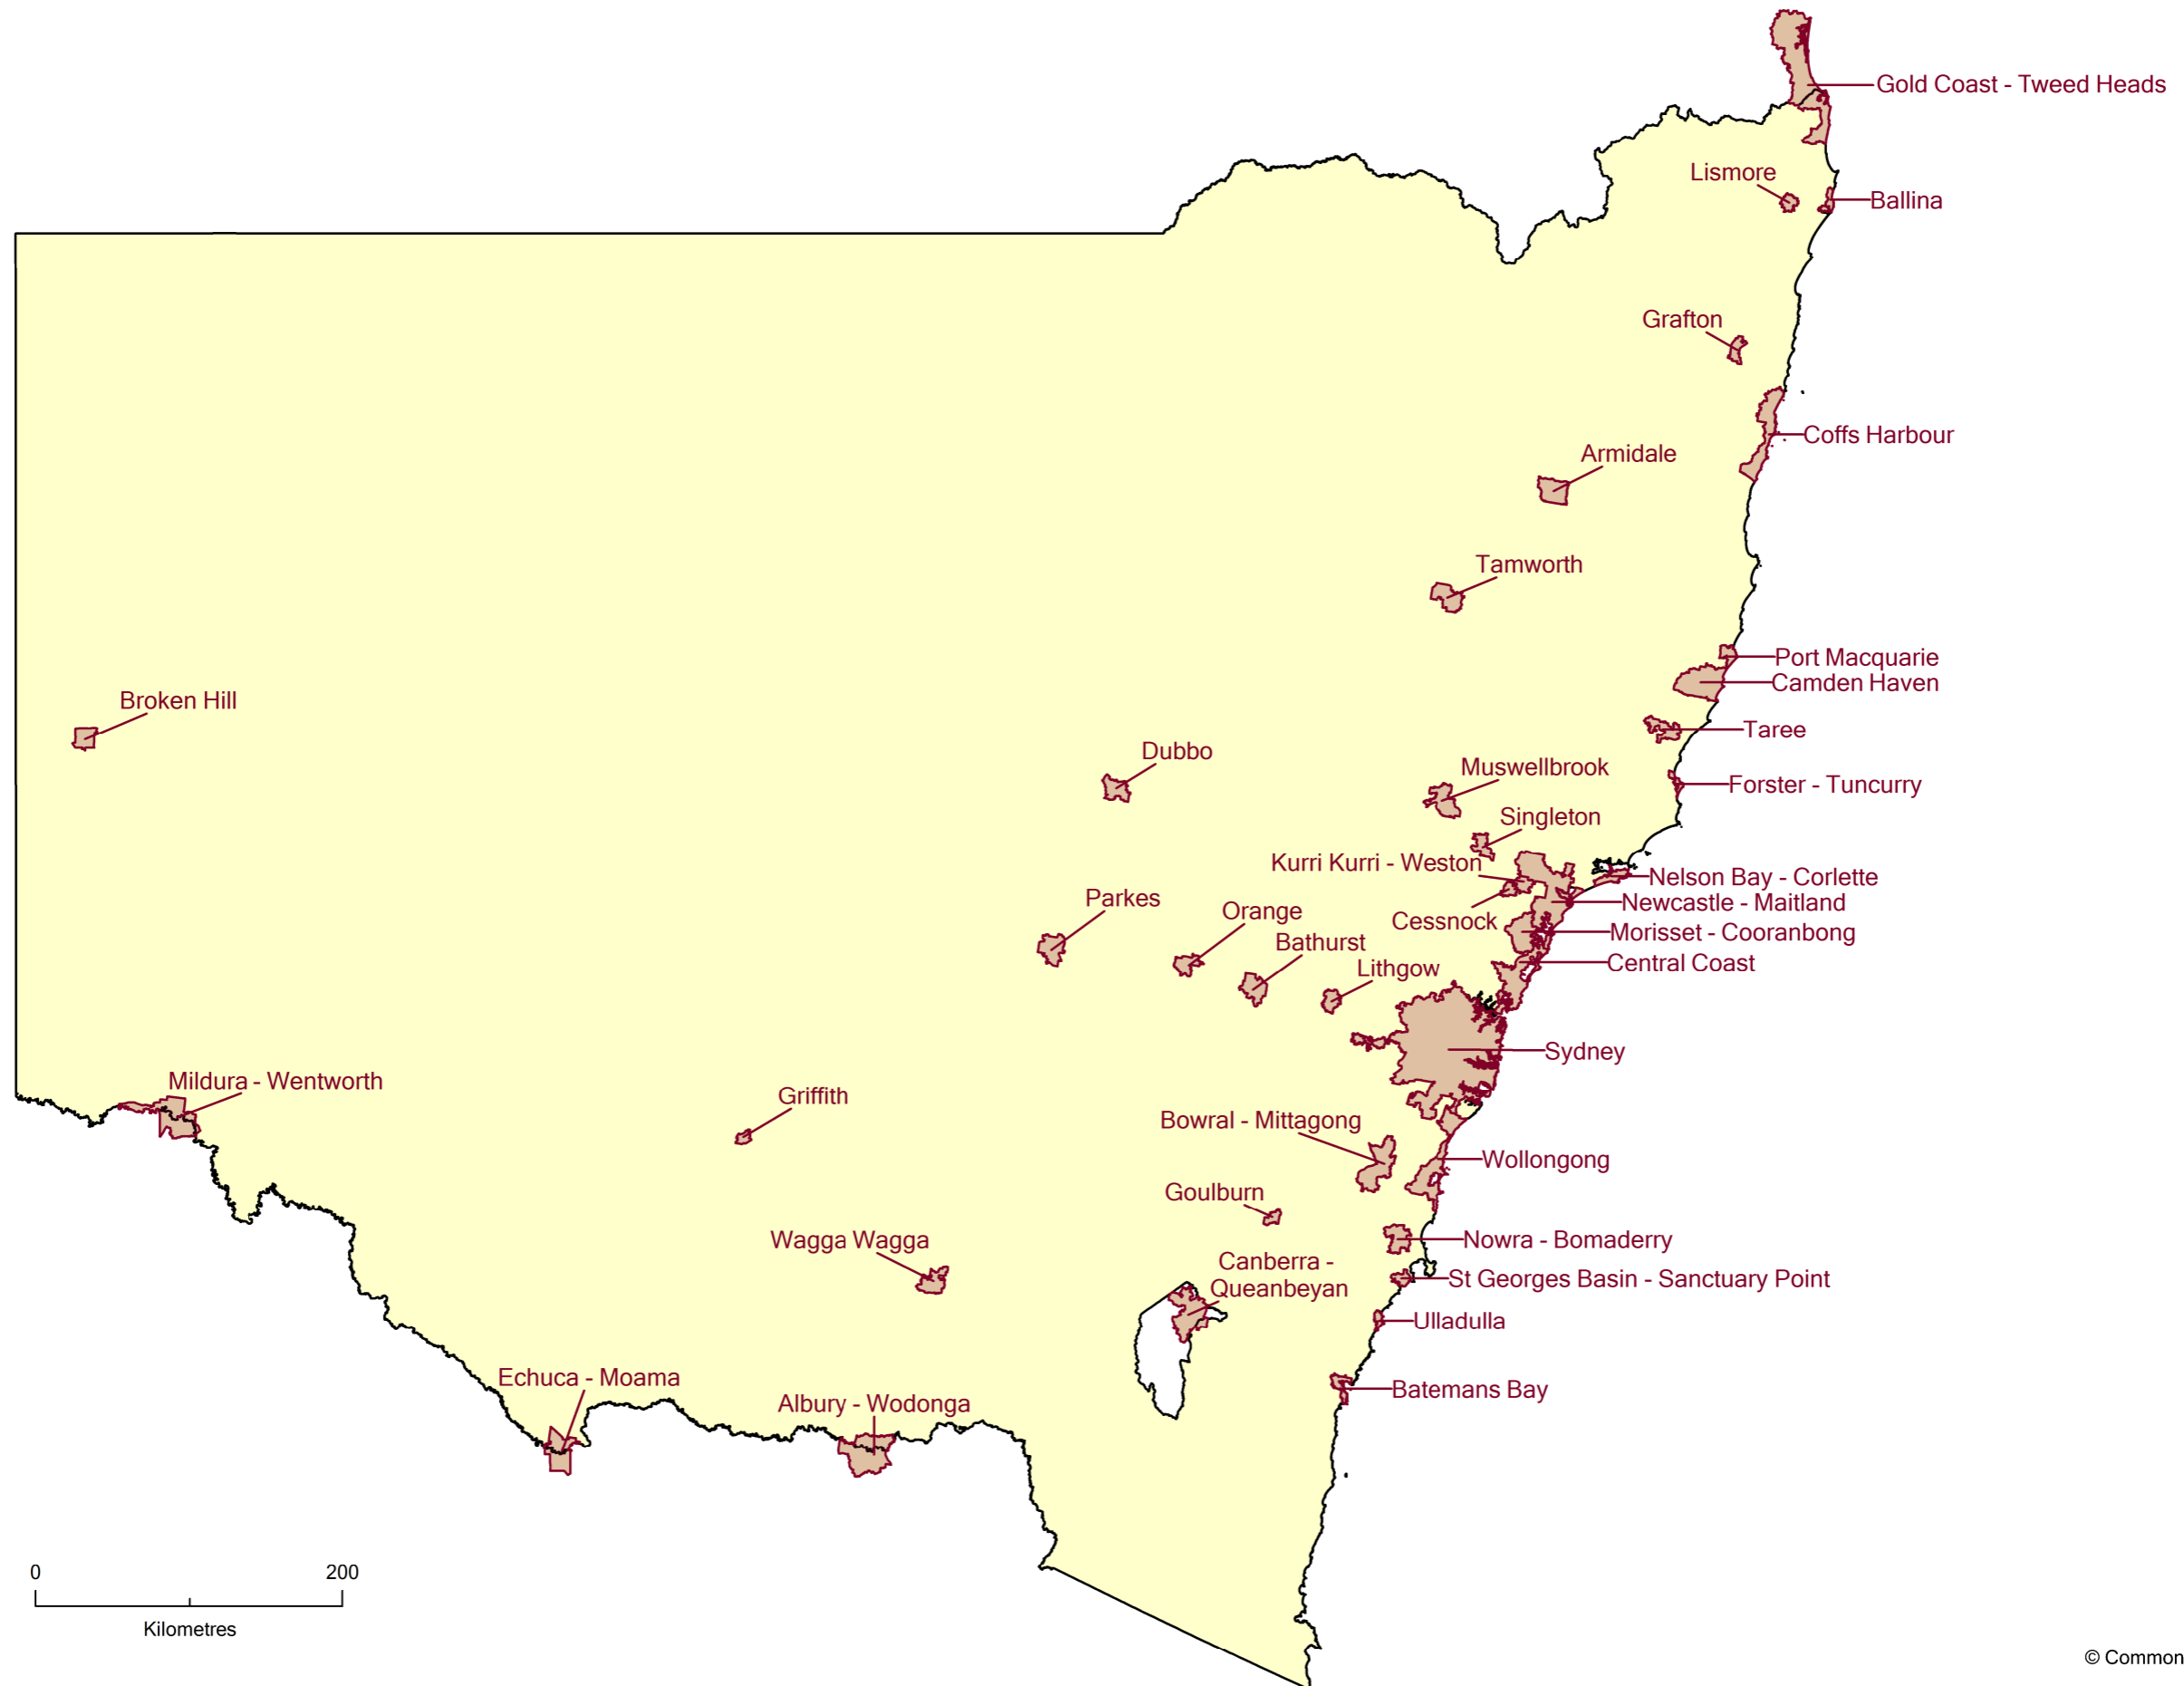 Gold Coast - Tweed Heads
Lismore
Ballina
Grafton
Coffs Harbour
Armidale
Tamworth
Port Macquarie
Camden Haven
Broken Hill
Taree
Dubbo
Muswellbrook
Forster - Tuncurry
Singleton
Kurri Kurri - Weston
Nelson Bay - Corlette
Parkes
Newcastle - Maitland
Orange
Cessnock
Morisset - Cooranbong
Bathurst
Central Coast
Lithgow
Sydney
Mildura - Wentworth
Griffith
Bowral - Mittagong
Wollongong
Goulburn
Wagga Wagga
Nowra - Bomaderry
Canberra -
Queanbeyan
St Georges Basin - Sanctuary Point
Ulladulla
Echuca - Moama
Batemans Bay
Albury - Wodonga
0 200
Kilometres
© Common